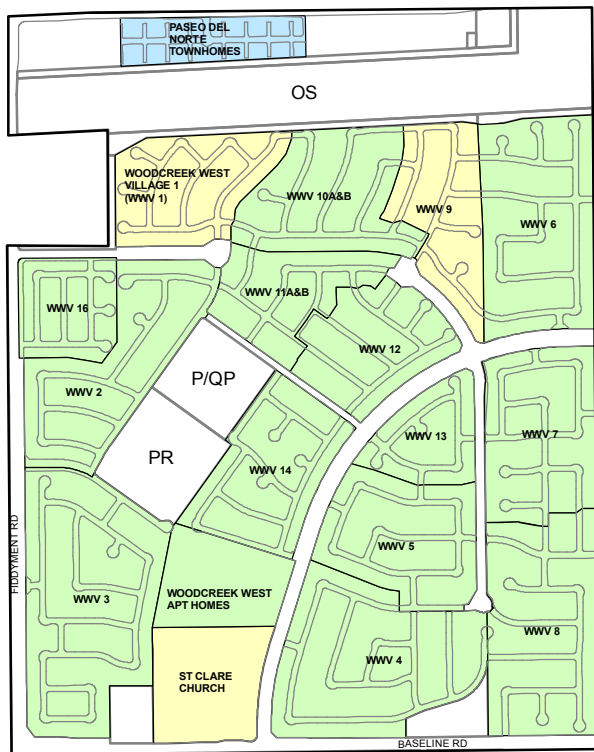 PASEO DEL
NORTE
TOWNHOMES
OS
WOODCREEK WEST
VILLAGE 1
(WWV 1)
WWV 10A&B
WWV 9
WWV 6
WWV 11A&B
WWV 16
WWV 12
P/QP
WWV 2
PR
WWV 13
WWV 7
WWV 14
WWV 5
FIDDYMENT RD
WWV 3
WOODCREEK WEST
APT HOMES
WWV 8
WWV 4
ST CLARE
CHURCH
BASELINE RD